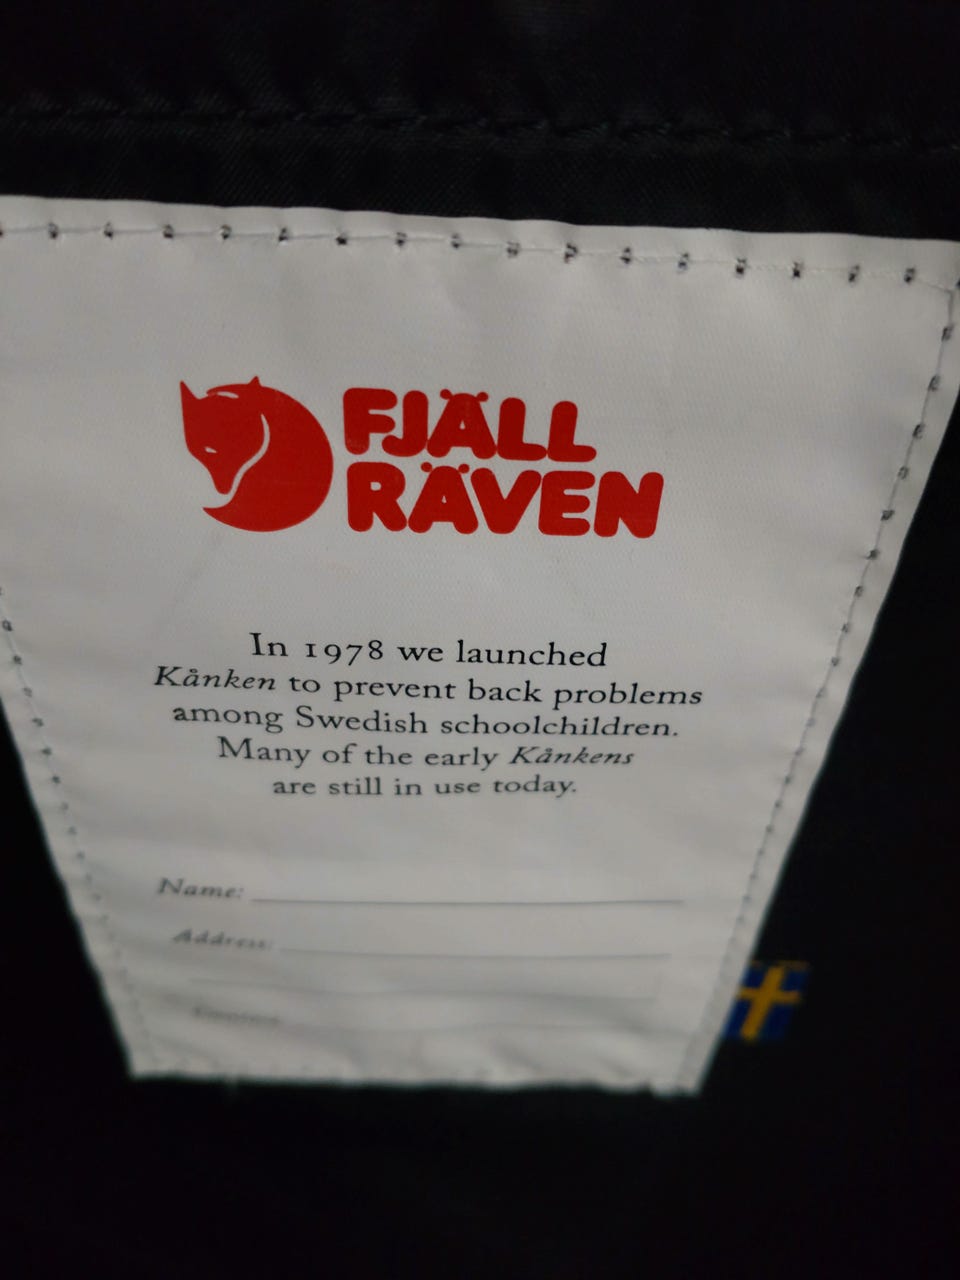 FJÄLL
RÄVEN
In 1978 we launched
Kånken to prevent back problems
among Swedish schoolchildren.
Many of the early Kånkens
are still in use today.
Name:
Address: